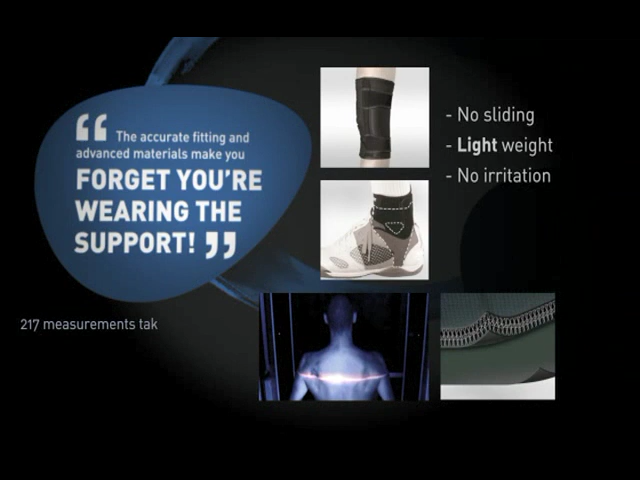 “ The accurate fitting and
advanced materials make you
FORGET YOU'RE
WEARING THE
SUPPORT! ”
- No sliding
- Light weight
- No irritation
217 measurements tak